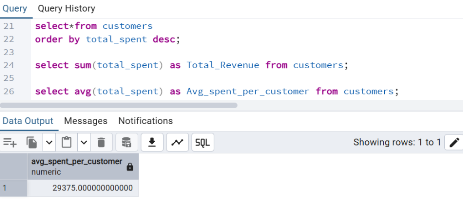 Query Query History
21 select*from customers
22 order by total_spent desc;
23
24 select sum(total_spent) as Total_Revenue from customers;
25
26 select avg(total_spent) as Avg_spent_per_customer from customers;
Data Output Messages Notifications
SQL Showing rows: 1 to 1
avg_spent_per_customer
numeric
1 29375.000000000000